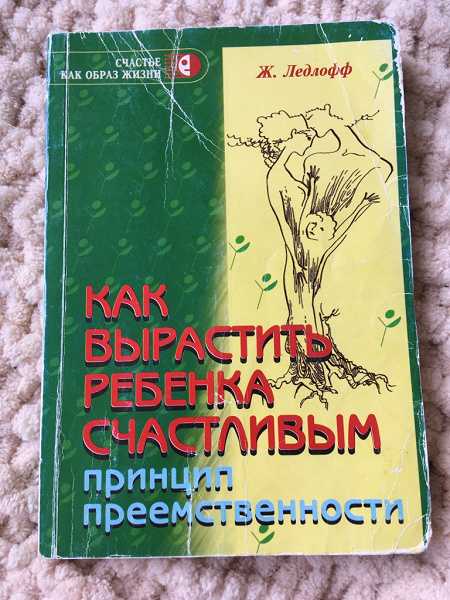 СЧАСТЬЕ
КАК ОБРАЗ ЖИЗНИ
Ж. Ледлофф
КАК
ВЫРАСТИТЬ
РЕБЕНКА
СЧАСТЛИВЫМ
принцип
преемственности